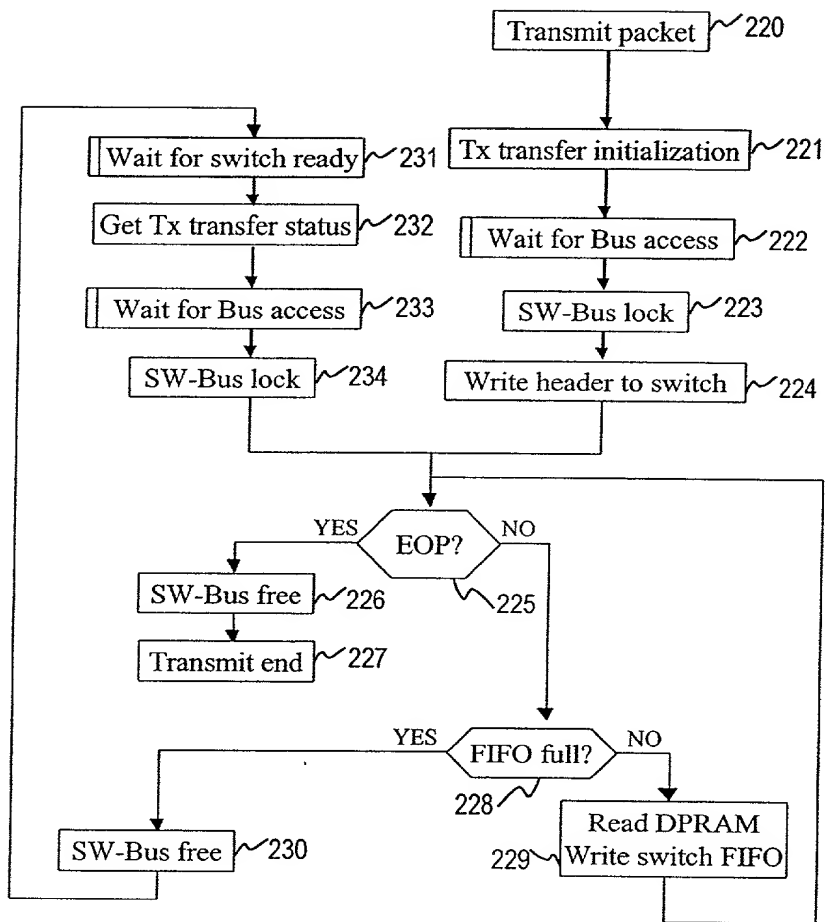 Transmit packet 220
Wait for switch ready 231
Tx transfer initialization 221
Get Tx transfer status 232
Wait for Bus access 222
Wait for Bus access 233
SW-Bus lock 223
SW-Bus lock 234
Write header to switch 224
YES
EOP?
NO
225
SW-Bus free 226
Transmit end 227
YES
FIFO full?
NO
228
SW-Bus free 230
Read DPRAM
229 Write switch FIFO